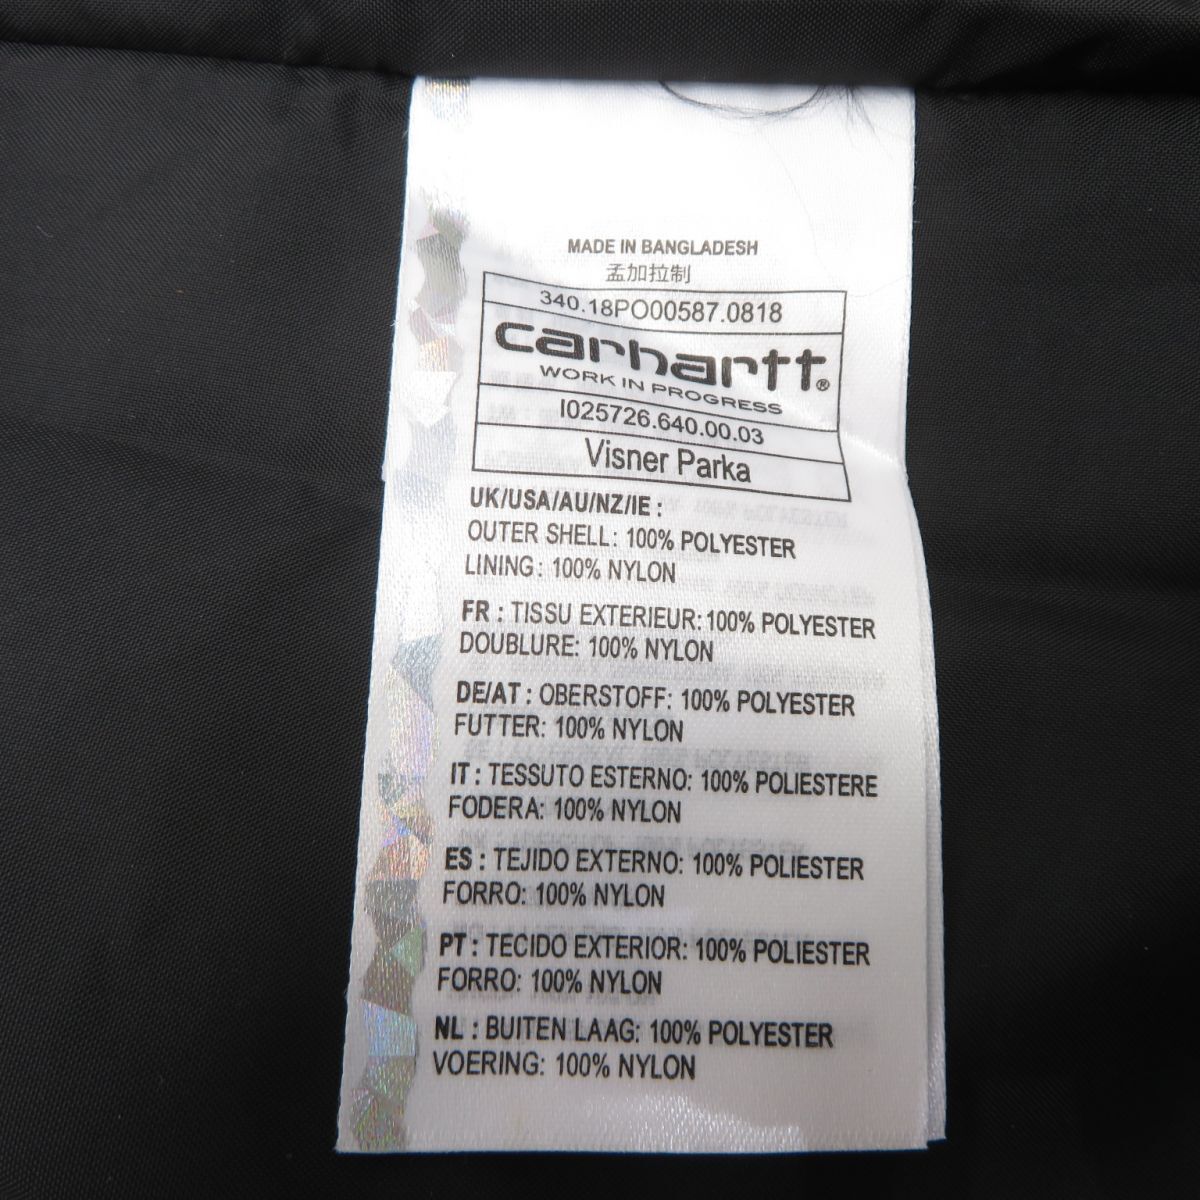 MADE IN BANGLADESH
孟加拉制
340.18PO00587.0818
carhartt®
WORK IN PROGRESS
I025726.640.00.03
Visner Parka
UK/USA/AU/NZ/IE :
OUTER SHELL: 100% POLYESTER
LINING: 100% NYLON
FR : TISSU EXTERIEUR: 100% POLYESTER
DOUBLURE: 100% NYLON
DE/AT : OBERSTOFF: 100% POLYESTER
FUTTER: 100% NYLON
IT : TESSUTO ESTERNO: 100% POLIESTERE
FODERA: 100% NYLON
ES : TEJIDO EXTERNO: 100% POLIESTER
FORRO: 100% NYLON
PT : TECIDO EXTERIOR: 100% POLIESTER
FORRO: 100% NYLON
NL : BUITEN LAAG: 100% POLYESTER
VOERING: 100% NYLON